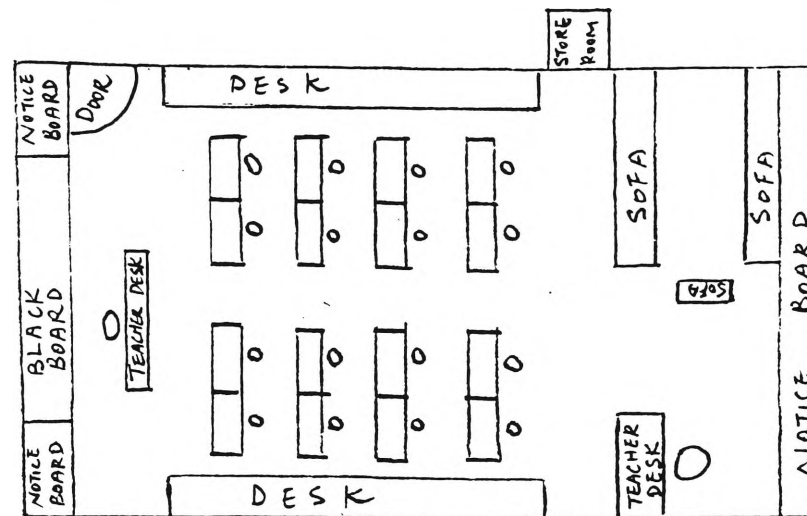 STORE
ROOM
NOTICE
BOARD
DOOR
DESK
SOFA
SOFA
BLACK
BOARD
TEACHER DESK
SOFA
NOTICE BOARD
NOTICE
BOARD
DESK
TEACHER
DESK